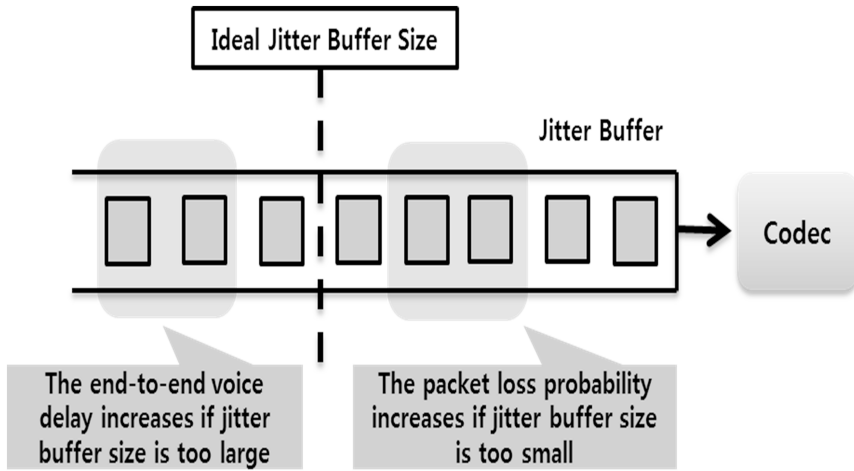 Ideal Jitter Buffer Size
Jitter Buffer
Codec
The end-to-end voice
delay increases if jitter
buffer size is too large
The packet loss probability
increases if jitter buffer size
is too small